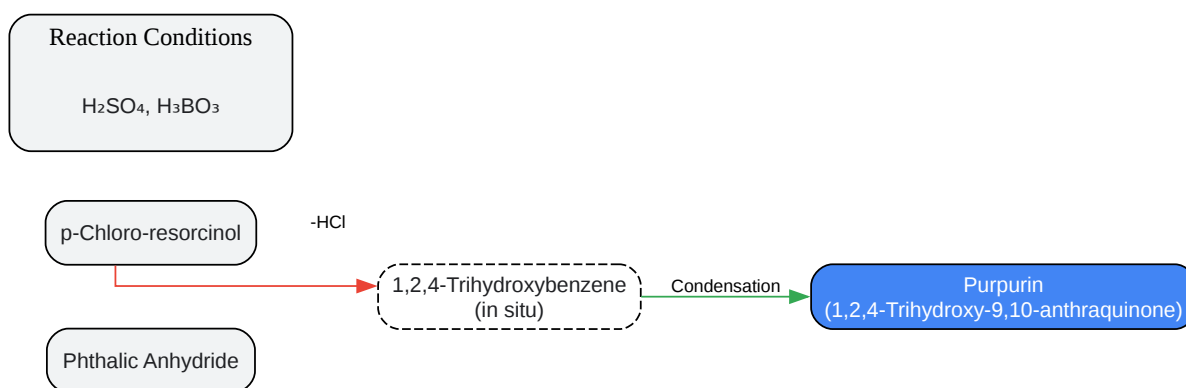 Reaction Conditions
H₂SO₄, H₃BO₃
p-Chloro-resorcinol
-HCl
1,2,4-Trihydroxybenzene
(in situ)
Condensation
Purpurin
(1,2,4-Trihydroxy-9,10-anthraquinone)
Phthalic Anhydride